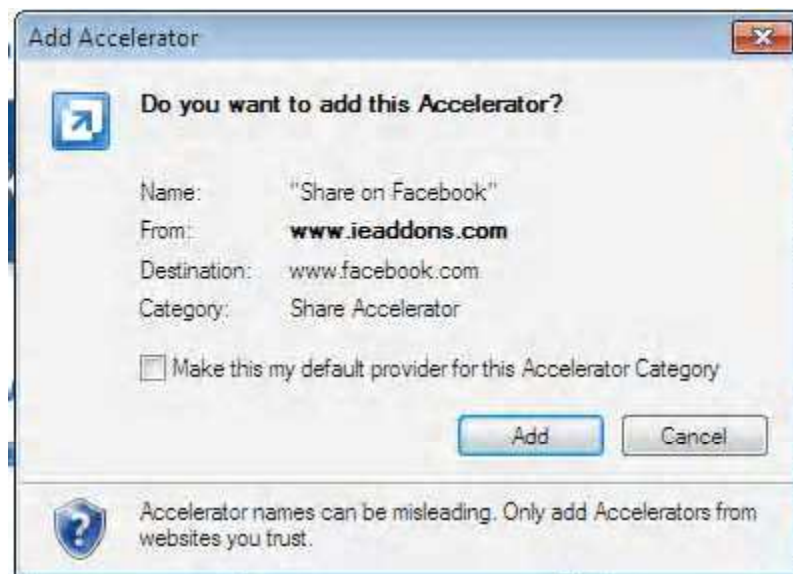 Add Accelerator
Do you want to add this Accelerator?
Name: "Share on Facebook"
From: www.ieaddons.com
Destination: www.facebook.com
Category: Share Accelerator
Make this my default provider for this Accelerator Category
Add Cancel
Accelerator names can be misleading. Only add Accelerators from
websites you trust.